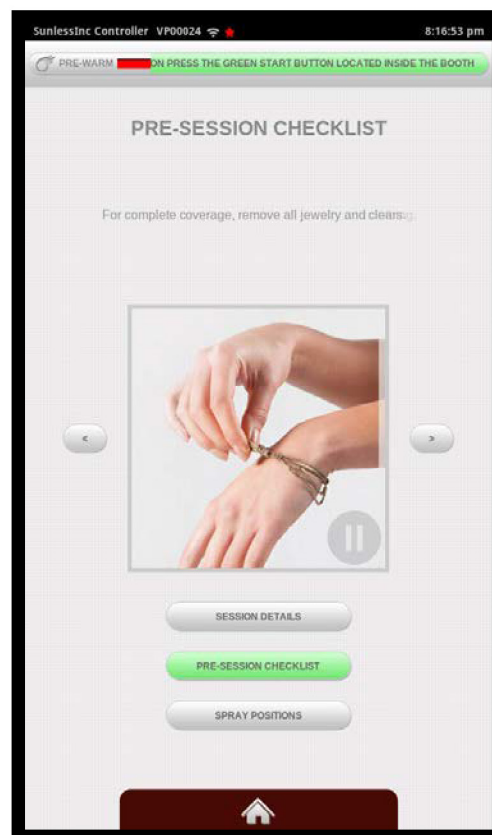 SunlessInc Controller VP00024 8:16:53 pm
PRE-WARM ON PRESS THE GREEN START BUTTON LOCATED INSIDE THE BOOTH
PRE-SESSION CHECKLIST
For complete coverage, remove all jewelry and
<
>
SESSION DETAILS
PRE-SESSION CHECKLIST
SPRAY POSITIONS